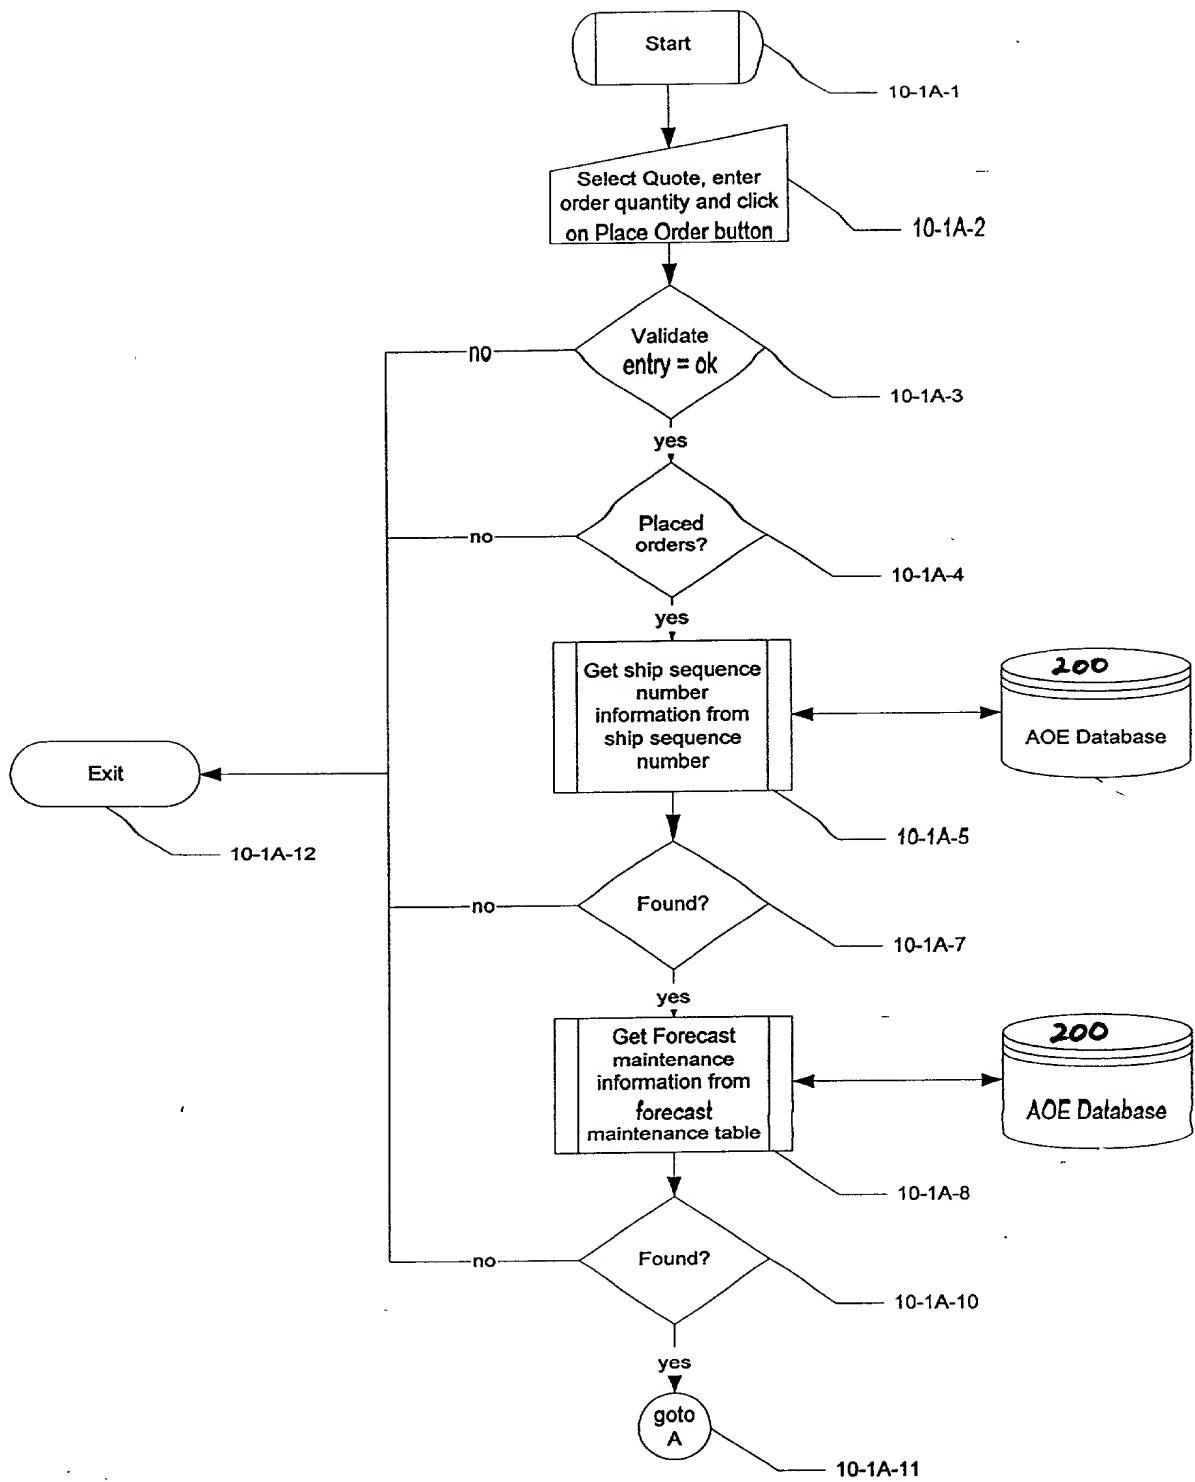 Start
10-1A-1
Select Quote, enter
order quantity and click
on Place Order button
10-1A-2
Validate
entry = ok
no
10-1A-3
yes
Placed
orders?
no
10-1A-4
yes
Get ship sequence
number
information from
ship sequence
number
200
AOE Database
Exit
10-1A-5
10-1A-12
Found?
no
10-1A-7
yes
Get Forecast
maintenance
information from
forecast
maintenance table
200
AOE Database
10-1A-8
Found?
no
10-1A-10
yes
goto
A
10-1A-11